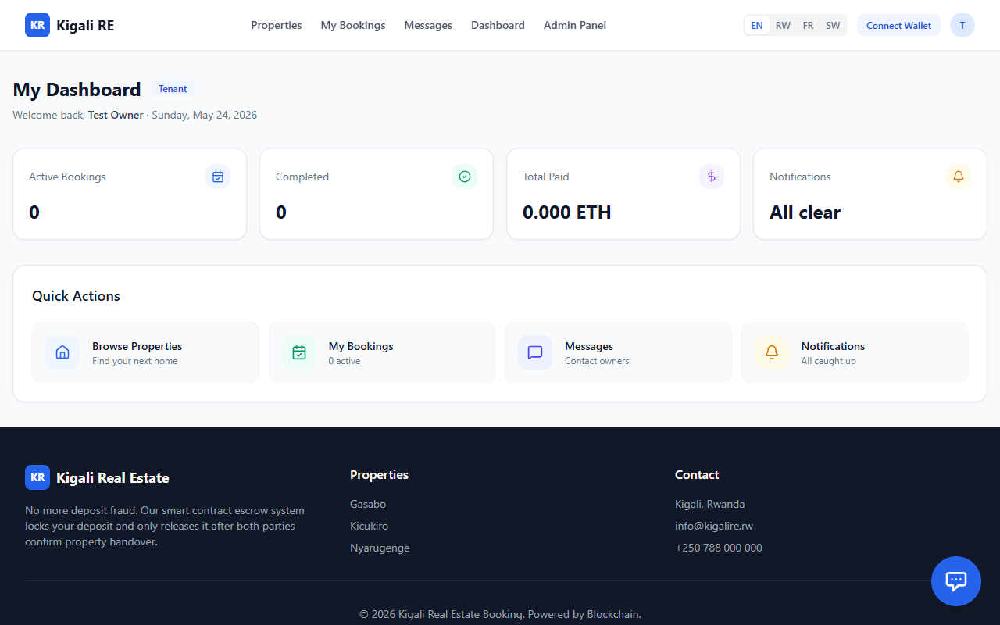 KR Kigali RE
Properties My Bookings Messages Dashboard Admin Panel
EN RW FR SW
Connect Wallet
T
My Dashboard
Tenant
Welcome back, Test Owner · Sunday, May 24, 2026
Active Bookings
0
Completed
0
Total Paid
0.000 ETH
Notifications
All clear
Quick Actions
Browse Properties
Find your next home
My Bookings
0 active
Messages
Contact owners
Notifications
All caught up
KR Kigali Real Estate
No more deposit fraud. Our smart contract escrow system
locks your deposit and only releases it after both parties
confirm property handover.
Properties
Gasabo
Kicukiro
Nyarugenge
Contact
Kigali, Rwanda
info@kigalire.rw
+250 788 000 000
© 2026 Kigali Real Estate Booking. Powered by Blockchain.